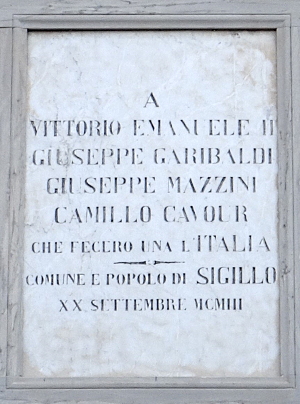 A
VITTORIO EMANUELE II
GIUSEPPE GARIBALDI
GIUSEPPE MAZZINI
CAMILLO CAVOUR
CHE FECERO UNA L'ITALIA
COMUNE E POPOLO DI SIGILLO
XX SETTEMBRE MCMIII